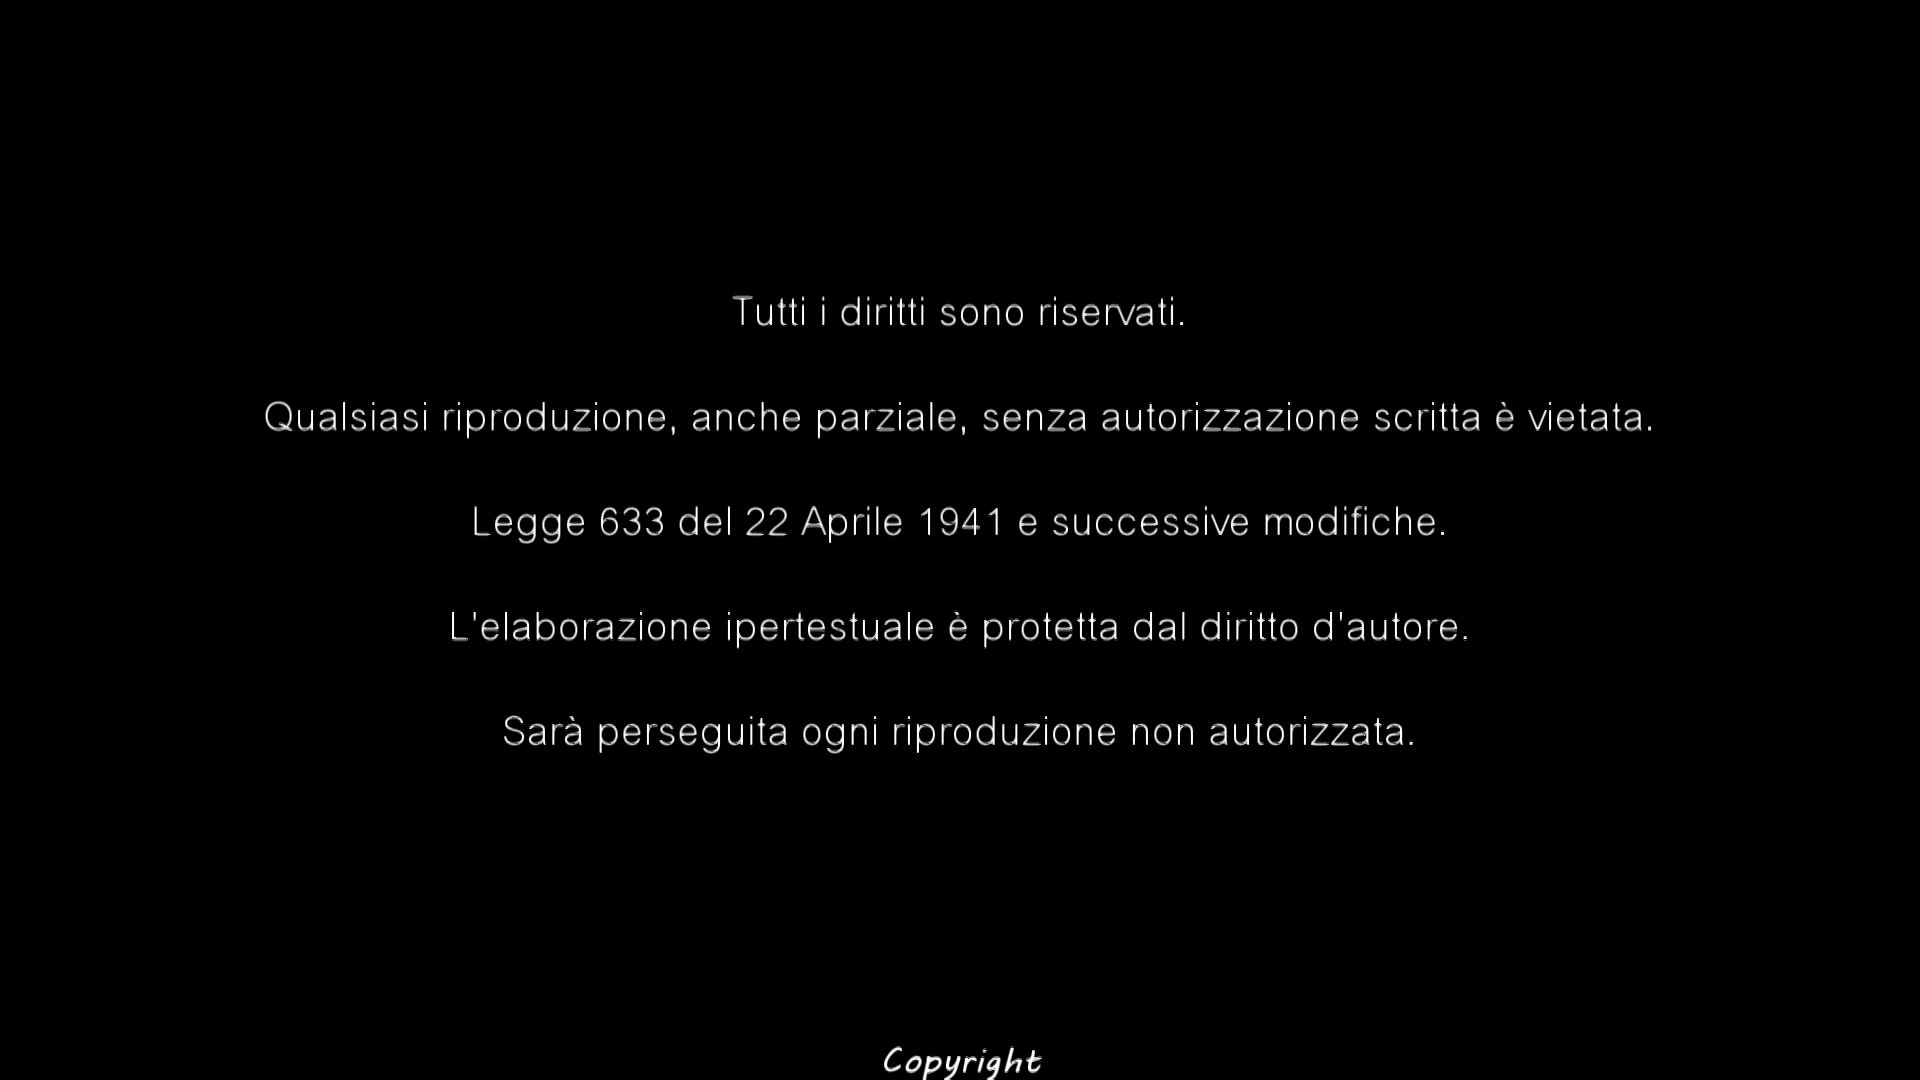 Tutti i diritti sono riservati.
Qualsiasi riproduzione, anche parziale, senza autorizzazione scritta è vietata.
Legge 633 del 22 Aprile 1941 e successive modifiche.
L'elaborazione ipertestuale è protetta dal diritto d'autore.
Sarà perseguita ogni riproduzione non autorizzata.
Copyright